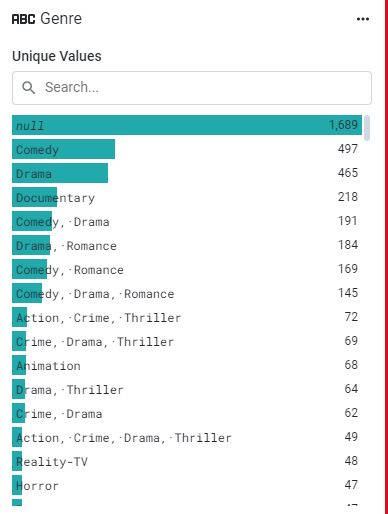 ABC Genre
Unique Values
Search...
null 1,689
Comedy 497
Drama 465
Documentary 218
Comedy,·Drama 191
Drama,·Romance 184
Comedy,·Romance 169
Comedy,·Drama,·Romance 145
Action,·Crime,·Thriller 72
Crime,·Drama,·Thriller 69
Animation 68
Drama,·Thriller 64
Crime,·Drama 62
Action,·Crime,·Drama,·Thriller 49
Reality-TV 48
Horror 47